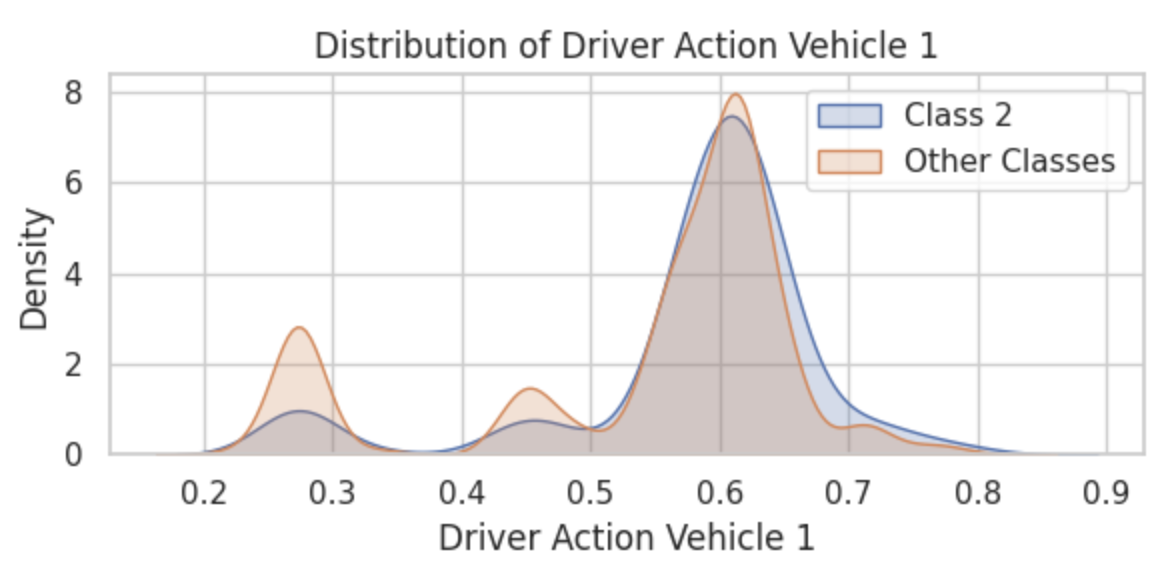 Distribution of Driver Action Vehicle 1
Class 2
Other Classes
Density
8
6
4
2
0
0.2 0.3 0.4 0.5 0.6 0.7 0.8 0.9
Driver Action Vehicle 1